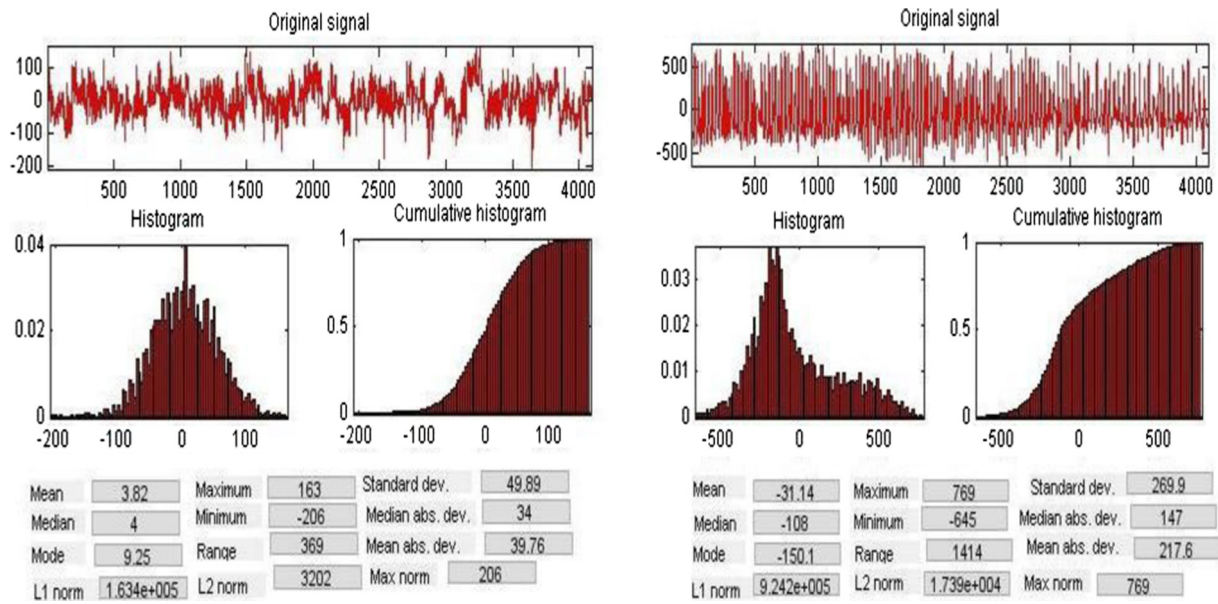 Original signal
100
0
-100
-200
500 1000 1500 2000 2500 3000 3500 4000
Histogram
0.04
0.02
0
-200 -100 0 100
Cumulative histogram
1
0.5
0
-200 -100 0 100
Mean 3.82 Maximum 163 Standard dev. 49.89
Median 4 Minimum -206 Median abs. dev. 34
Mode 9.25 Range 369 Mean abs. dev. 39.76
L1 norm 1.634e+005 L2 norm 3202 Max norm 206
Original signal
500
0
-500
500 1000 1500 2000 2500 3000 3500 4000
Histogram
0.03
0.02
0.01
0
-500 0 500
Cumulative histogram
1
0.5
0
-500 0 500
Mean -31.14 Maximum 769 Standard dev. 269.9
Median -108 Minimum -645 Median abs. dev. 147
Mode -150.1 Range 1414 Mean abs. dev. 217.6
L1 norm 9.242e+005 L2 norm 1.739e+004 Max norm 769